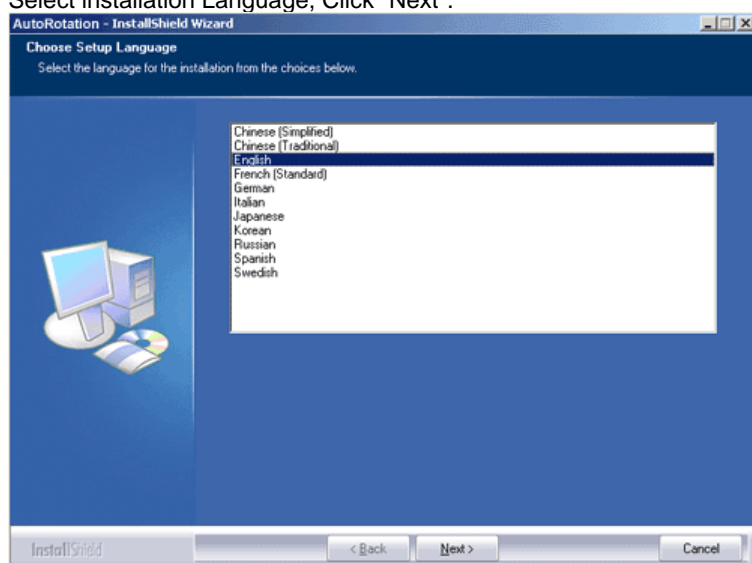 Select Installation Language, Click "Next".
AutoRotation - InstallShield Wizard
Choose Setup Language
Select the language for the installation from the choices below.
Chinese (Simplified)
Chinese (Traditional)
English
French (Standard)
German
Italian
Japanese
Korean
Russian
Spanish
Swedish
InstallShield
< Back
Next >
Cancel